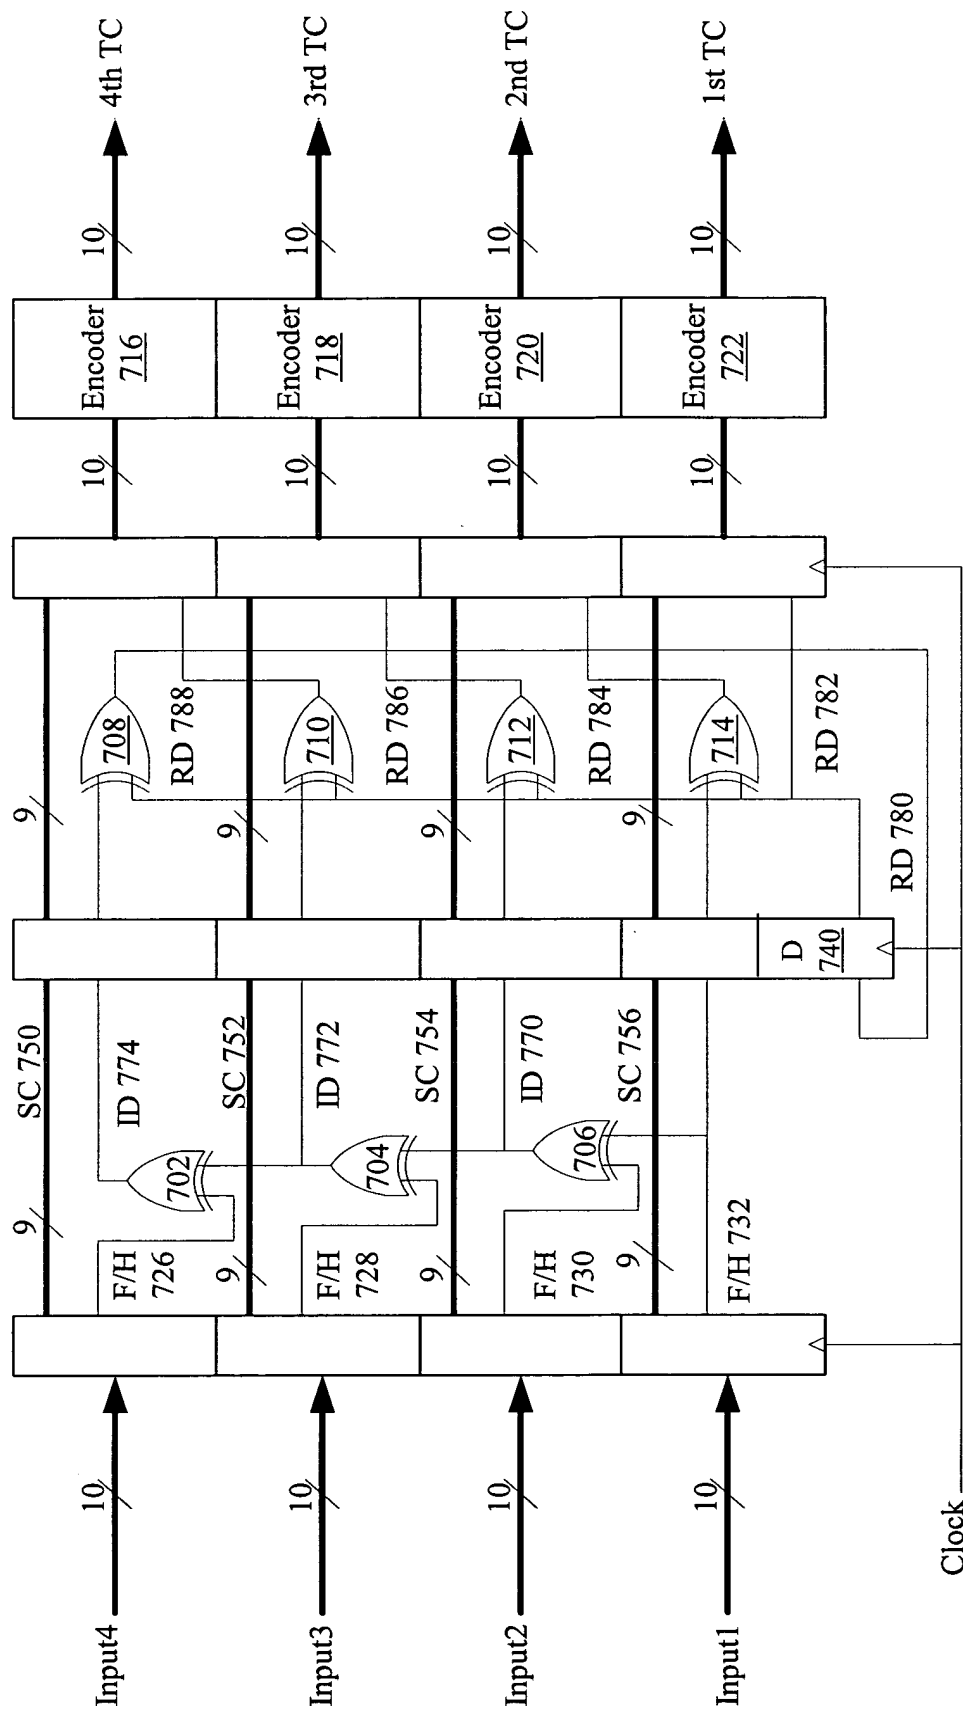 Input4
Input3
Input2
Input1
10
10
10
10
F/H
726
F/H
728
F/H
730
F/H 732
9
9
9
9
702
704
706
SC 750
ID 774
SC 752
ID 772
SC 754
ID 770
SC 756
D
740
9
9
9
9
708
RD 788
710
RD 786
712
RD 784
714
RD 782
RD 780
10
10
10
10
Encoder
716
Encoder
718
Encoder
720
Encoder
722
10
10
10
10
4th TC
3rd TC
2nd TC
1st TC
Clock